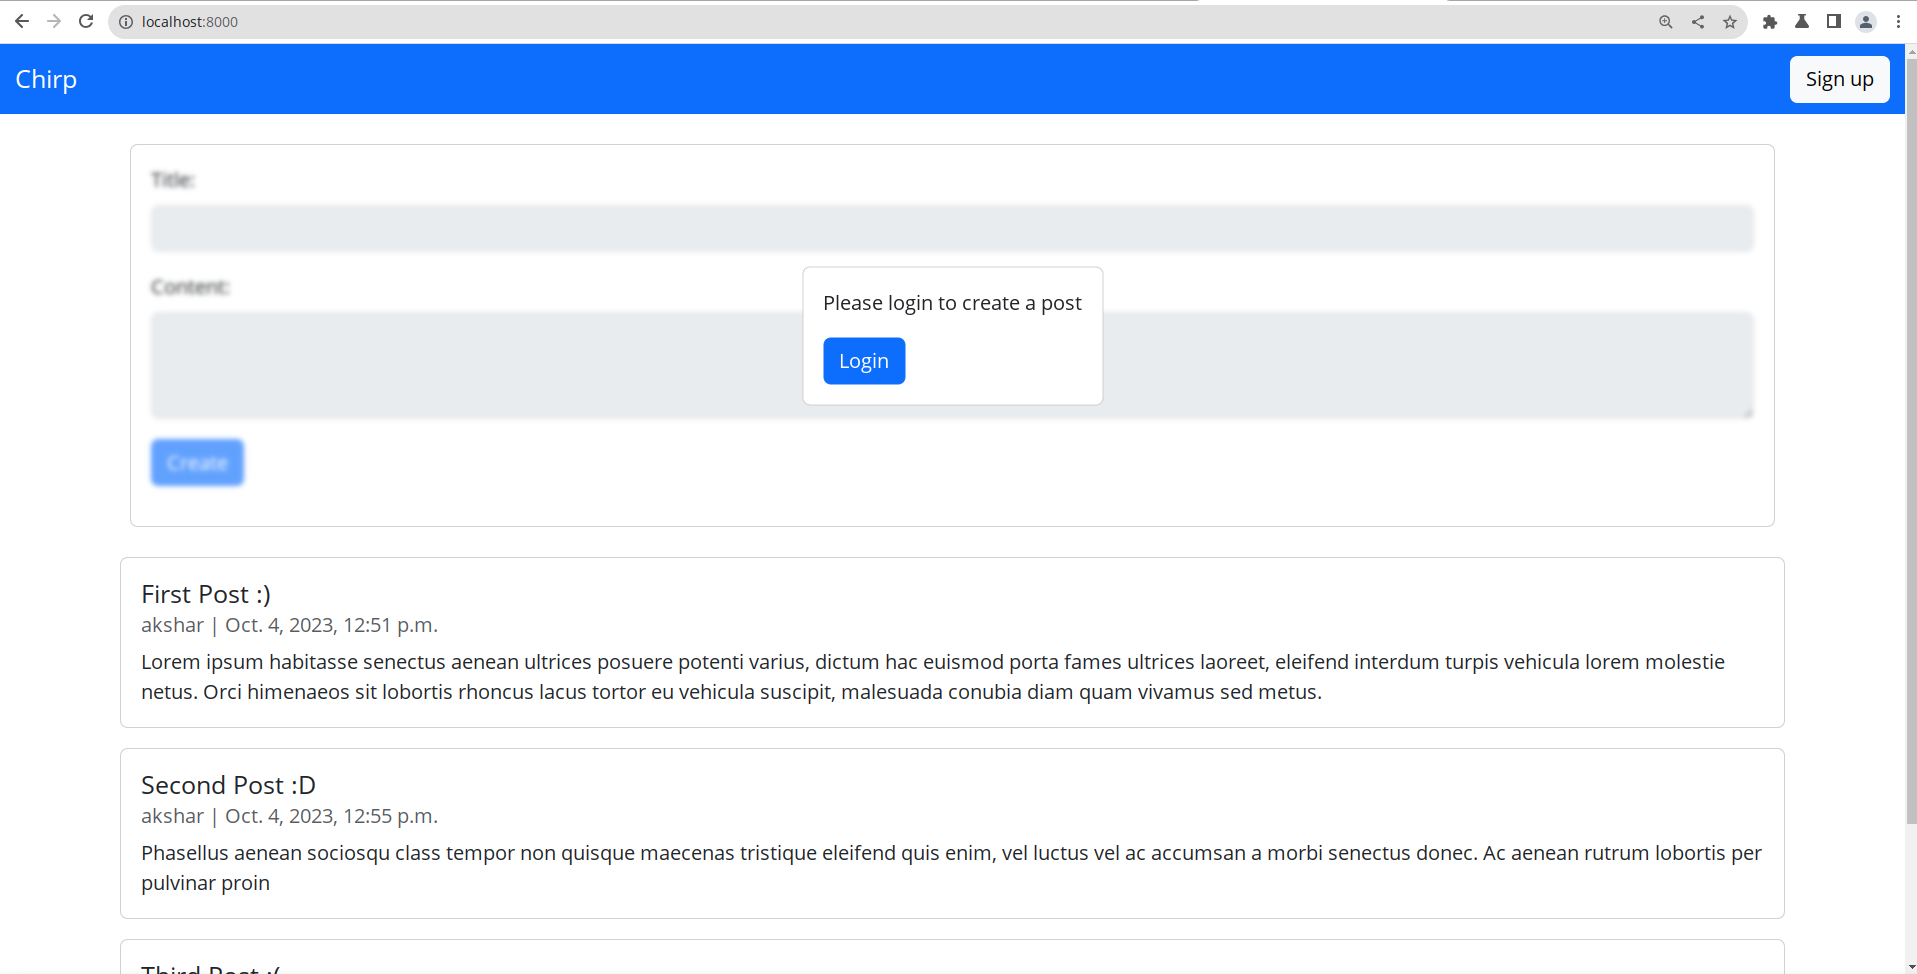 localhost:8000
Chirp
Sign up
Title:
Content:
Please login to create a post
Login
Create
First Post :)
akshar | Oct. 4, 2023, 12:51 p.m.
Lorem ipsum habitasse senectus aenean ultrices posuere potenti varius, dictum hac euismod porta fames ultrices laoreet, eleifend interdum turpis vehicula lorem molestie
netus. Orci himenaeos sit lobortis rhoncus lacus tortor eu vehicula suscipit, malesuada conubia diam quam vivamus sed metus.
Second Post :D
akshar | Oct. 4, 2023, 12:55 p.m.
Phasellus aenean sociosqu class tempor non quisque maecenas tristique eleifend quis enim, vel luctus vel ac accumsan a morbi senectus donec. Ac aenean rutrum lobortis per
pulvinar proin
Third Post :(